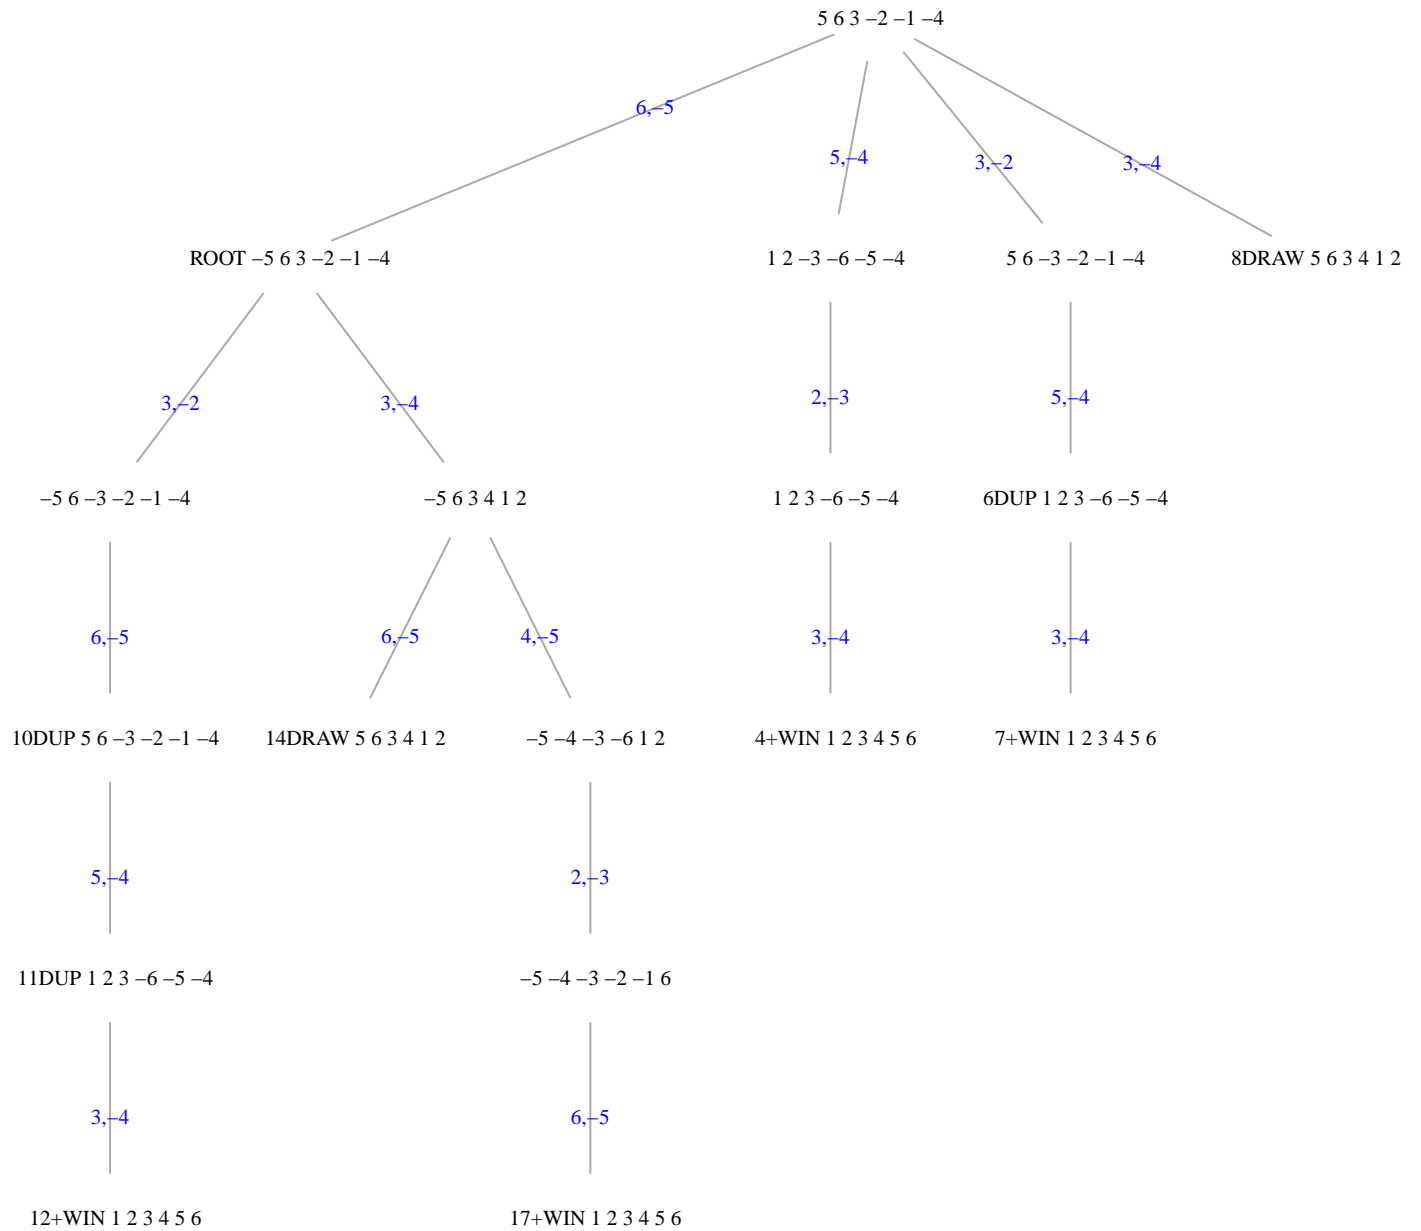 5 6 3 –2 –1 –4
6,–5
5,–4
3,–2
3,–4
ROOT –5 6 3 –2 –1 –4
1 2 –3 –6 –5 –4
5 6 –3 –2 –1 –4
8DRAW 5 6 3 4 1 2
3,–2
3,–4
2,–3
5,–4
–5 6 –3 –2 –1 –4
–5 6 3 4 1 2
1 2 3 –6 –5 –4
6DUP 1 2 3 –6 –5 –4
6,–5
6,–5
4,–5
3,–4
3,–4
10DUP 5 6 –3 –2 –1 –4
14DRAW 5 6 3 4 1 2
–5 –4 –3 –6 1 2
4+WIN 1 2 3 4 5 6
7+WIN 1 2 3 4 5 6
5,–4
2,–3
11DUP 1 2 3 –6 –5 –4
–5 –4 –3 –2 –1 6
3,–4
6,–5
12+WIN 1 2 3 4 5 6
17+WIN 1 2 3 4 5 6